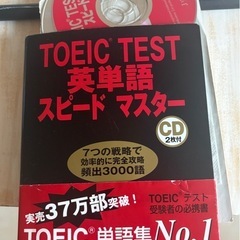 TOEIC® TEST
英単語
スピード マスター
CD
2枚付
7つの戦略で
効率的に完全攻略
頻出3000語
実売37万部突破!
TOEIC®テスト
受験者の必携書
TOEIC®単語集No.1